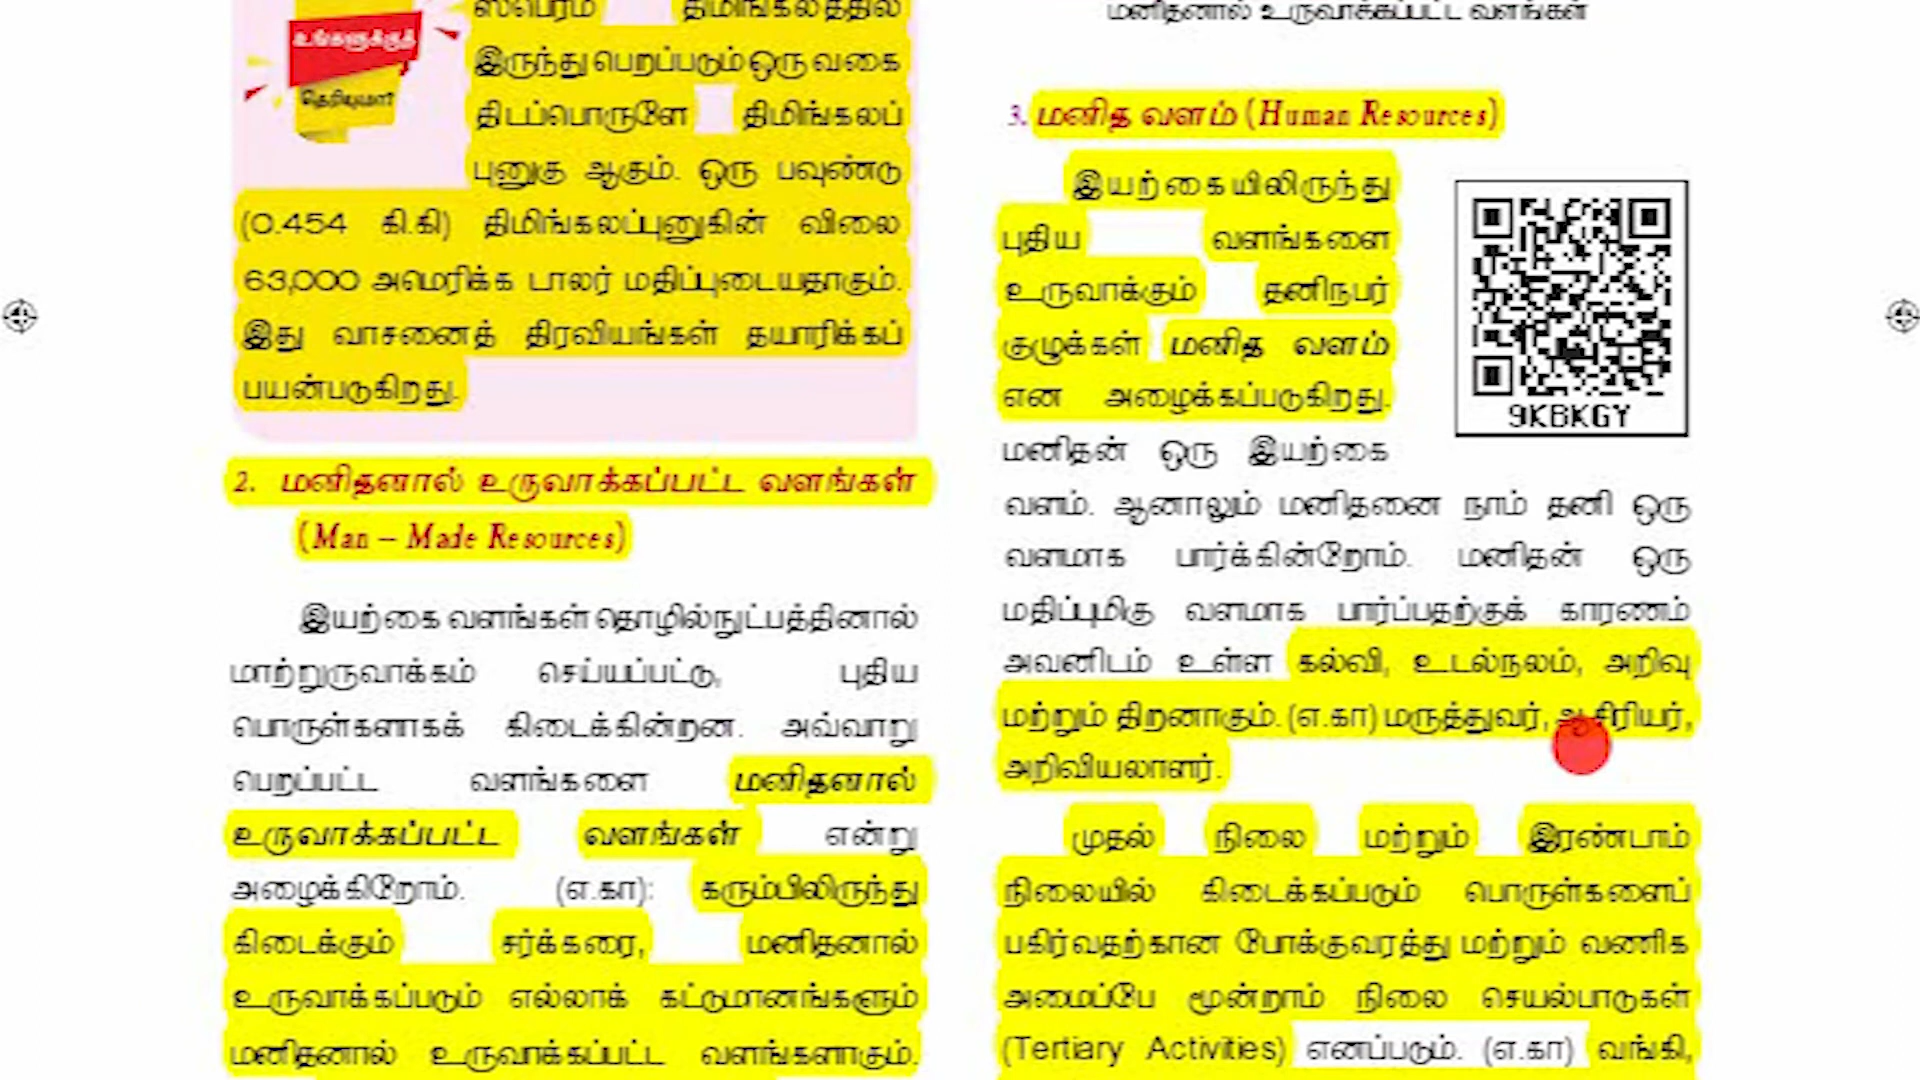 உங்களுக்குத்
தெரியுமா?
ஸ்பெர்ம் திமிங்கலத்தில்
இருந்து பெறப்படும் ஒரு வகை
திடப்பொருளே திமிங்கலப்
புனுகு ஆகும். ஒரு பவுண்டு
(0.454 கி.கி) திமிங்கலப்புனுகின் விலை
63,000 அமெரிக்க டாலர் மதிப்புடையதாகும்.
இது வாசனைத் திரவியங்கள் தயாரிக்கப்
பயன்படுகிறது.
2. மனிதனால் உருவாக்கப்பட்ட வளங்கள்
(Man – Made Resources)
இயற்கை வளங்கள் தொழில்நுட்பத்தினால்
மாற்றுருவாக்கம் செய்யப்பட்டு, புதிய
பொருள்களாகக் கிடைக்கின்றன. அவ்வாறு
பெறப்பட்ட வளங்களை மனிதனால்
உருவாக்கப்பட்ட வளங்கள் என்று
அழைக்கிறோம். (எ.கா): கரும்பிலிருந்து
கிடைக்கும் சர்க்கரை, மனிதனால்
உருவாக்கப்படும் எல்லாக் கட்டுமானங்களும்
மனிதனால் உருவாக்கப்பட்ட வளங்களாகும்.
மனிதனால் உருவாக்கப்பட்ட வளங்கள்
3. மனித வளம் (Human Resources)
இயற்கையிலிருந்து
புதிய வளங்களை
உருவாக்கும் தனிநபர்
குழுக்கள் மனித வளம்
என அழைக்கப்படுகிறது.
மனிதன் ஒரு இயற்கை
வளம். ஆனாலும் மனிதனை நாம் தனி ஒரு
வளமாக பார்க்கின்றோம். மனிதன் ஒரு
மதிப்புமிகு வளமாக பார்ப்பதற்குக் காரணம்
அவனிடம் உள்ள கல்வி, உடல்நலம், அறிவு
மற்றும் திறனாகும். (எ.கா) மருத்துவர், ஆசிரியர்,
அறிவியலாளர்.
முதல் நிலை மற்றும் இரண்டாம்
நிலையில் கிடைக்கப்படும் பொருள்களைப்
பகிர்வதற்கான போக்குவரத்து மற்றும் வணிக
அமைப்பே மூன்றாம் நிலை செயல்பாடுகள்
(Tertiary Activities) எனப்படும். (எ.கா) வங்கி,
9KBKGY